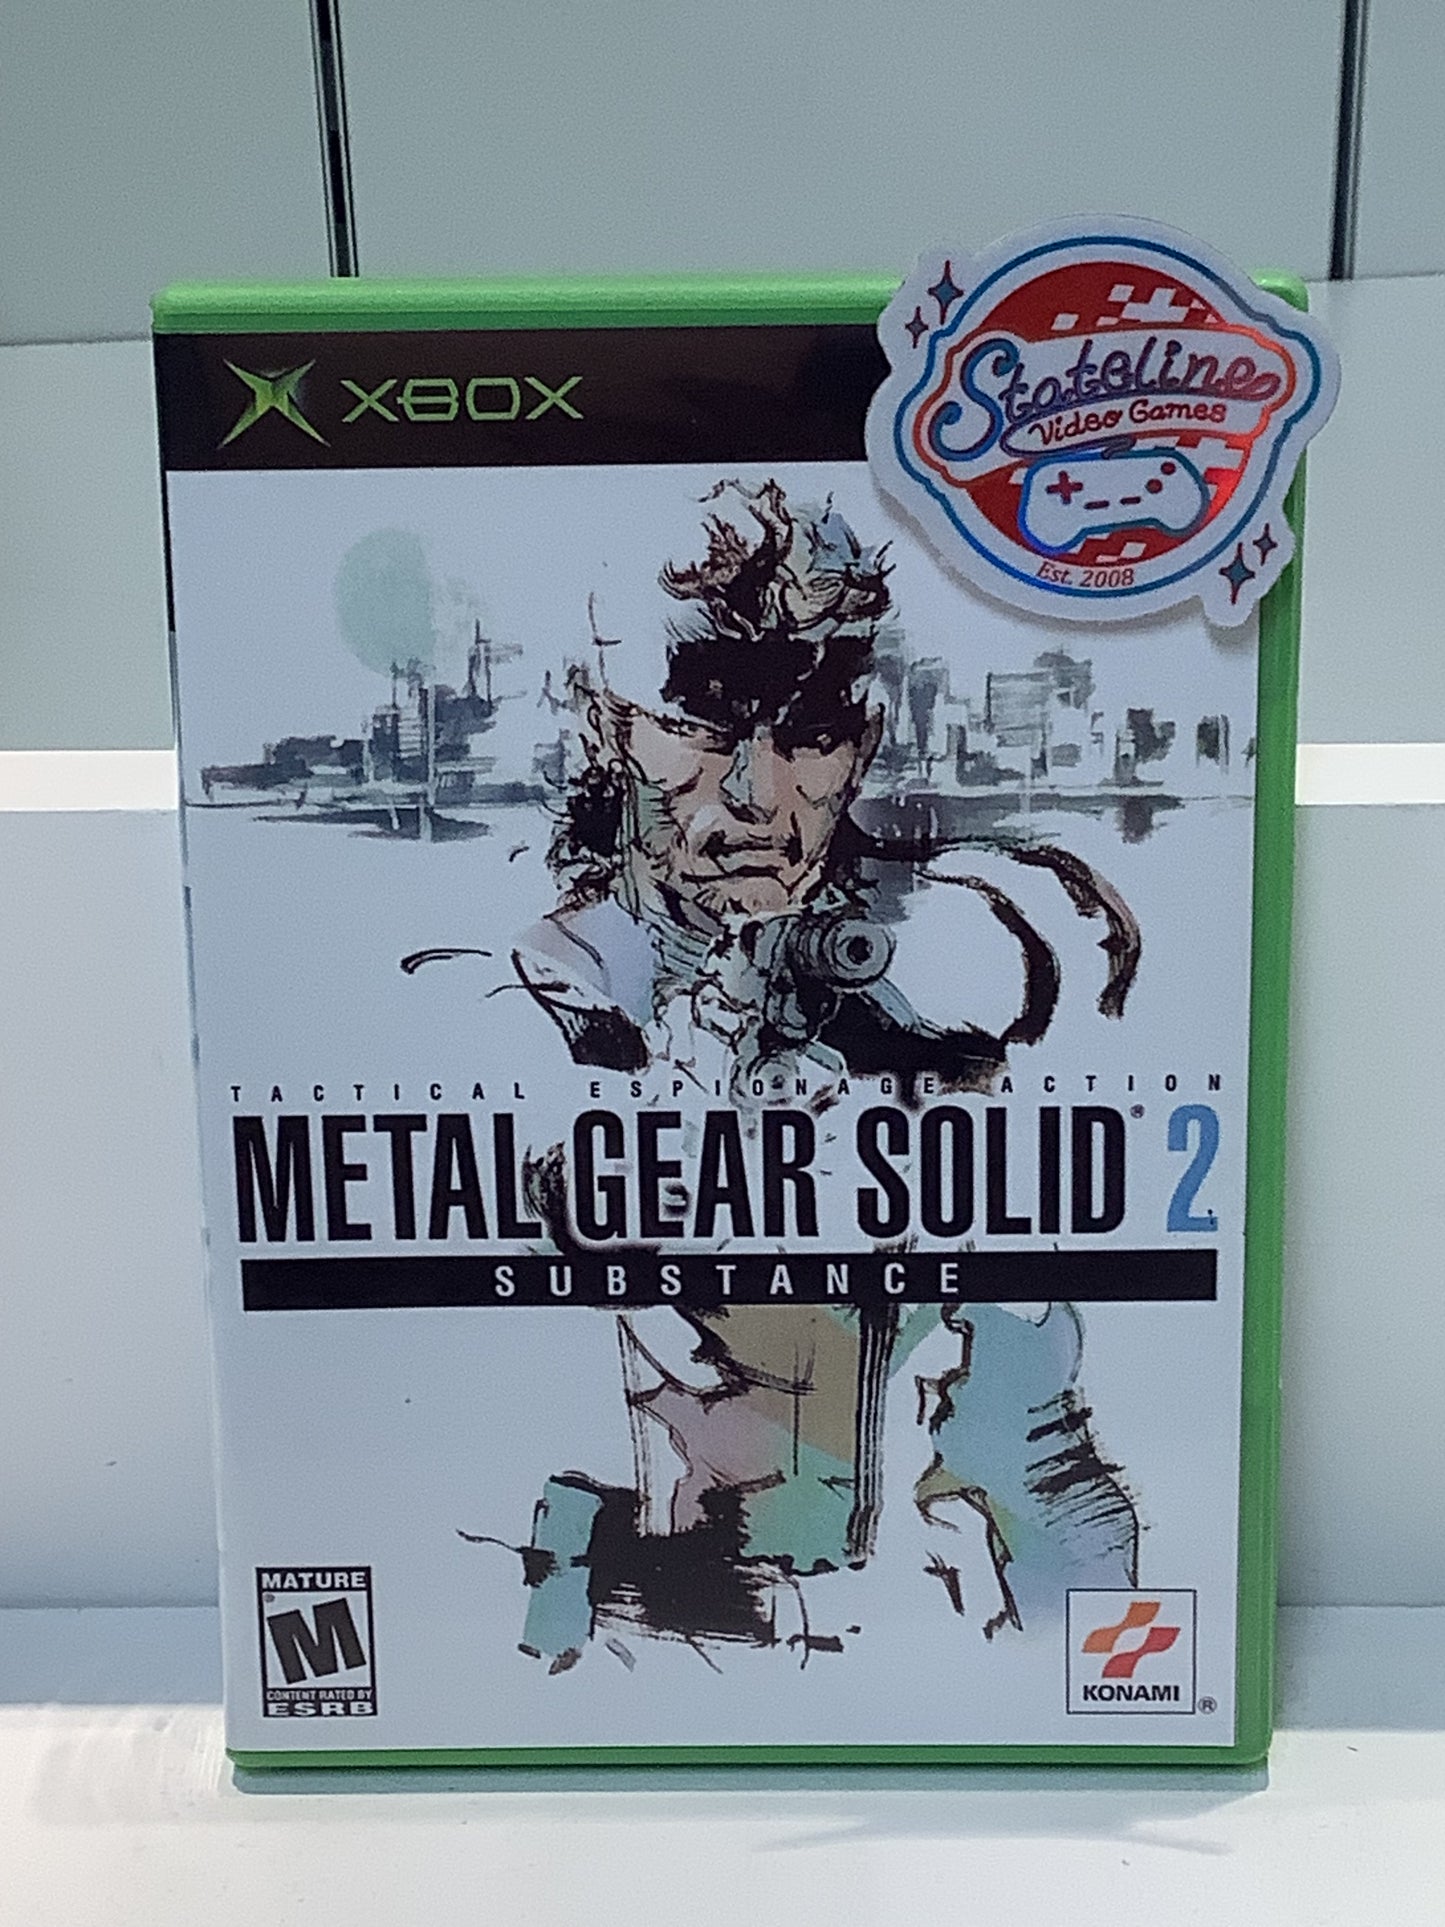 XBOX
Stateline
Video Games
Est. 2008
TACTICAL ESPIONAGE ACTION
METAL GEAR SOLID® 2
SUBSTANCE
MATURE
M
®
CONTENT RATED BY
ESRB
KONAMI
®